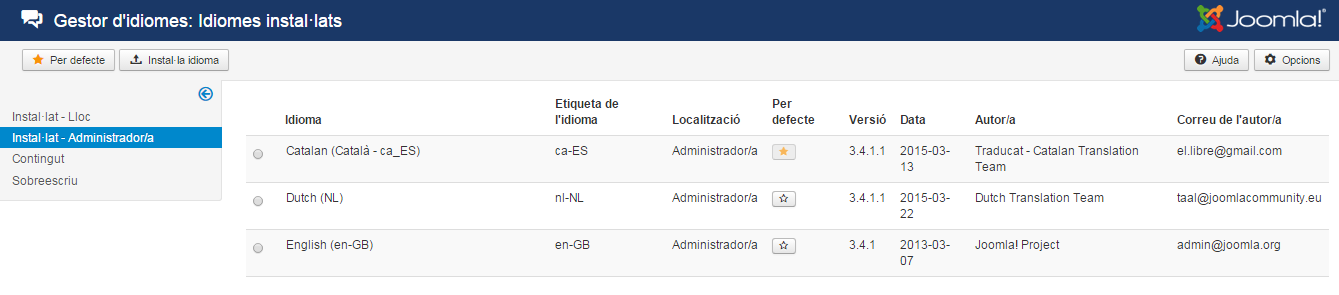 Gestor d'idiomes: Idiomes instal·lats
Joomla!®
Per defecte
Instal·la idioma
Ajuda
Opcions
Instal·lat - Lloc
Instal·lat - Administrador/a
Contingut
Sobreescriu
Idioma Etiqueta de l'idioma Localització Per defecte Versió Data Autor/a Correu de l'autor/a
Catalan (Català - ca_ES) ca-ES Administrador/a 3.4.1.1 2015-03-13 Traducat - Catalan Translation Team el.libre@gmail.com
Dutch (NL) nl-NL Administrador/a 3.4.1.1 2015-03-22 Dutch Translation Team taal@joomlacommunity.eu
English (en-GB) en-GB Administrador/a 3.4.1 2013-03-07 Joomla! Project admin@joomla.org